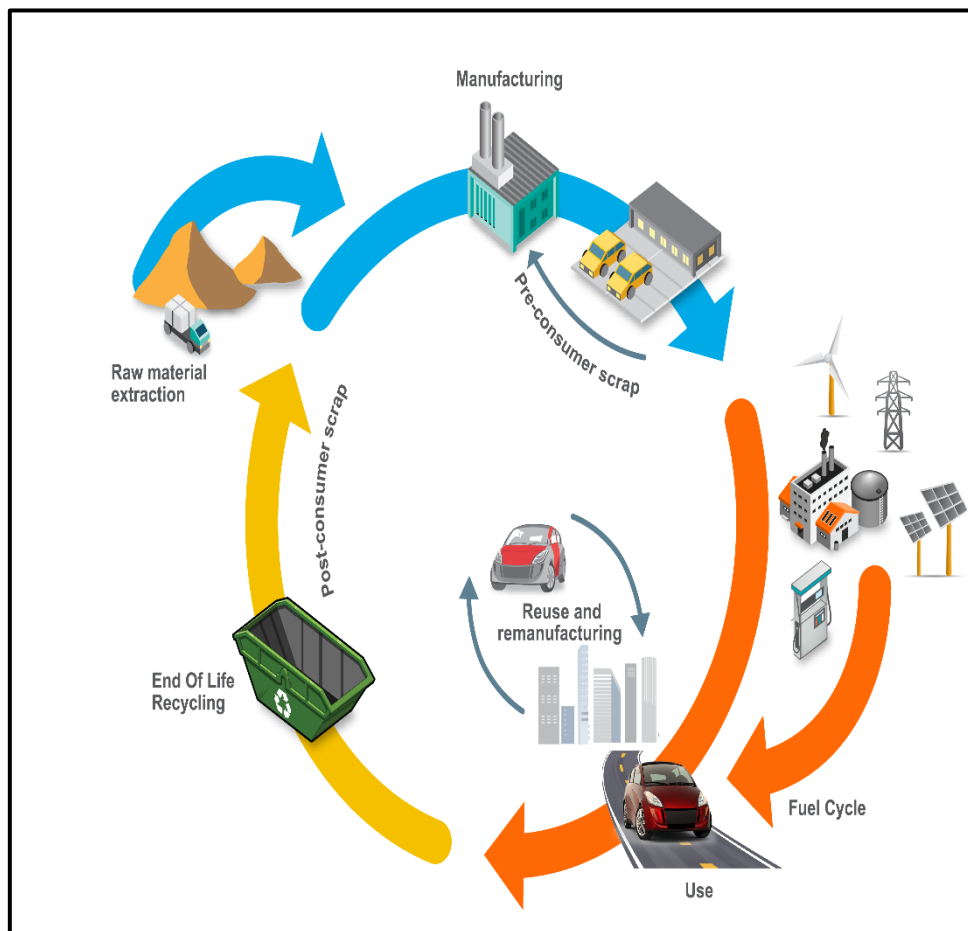 Manufacturing
Pre-consumer scrap
Raw material
extraction
Post-consumer scrap
Reuse and
remanufacturing
End Of Life
Recycling
Fuel Cycle
Use